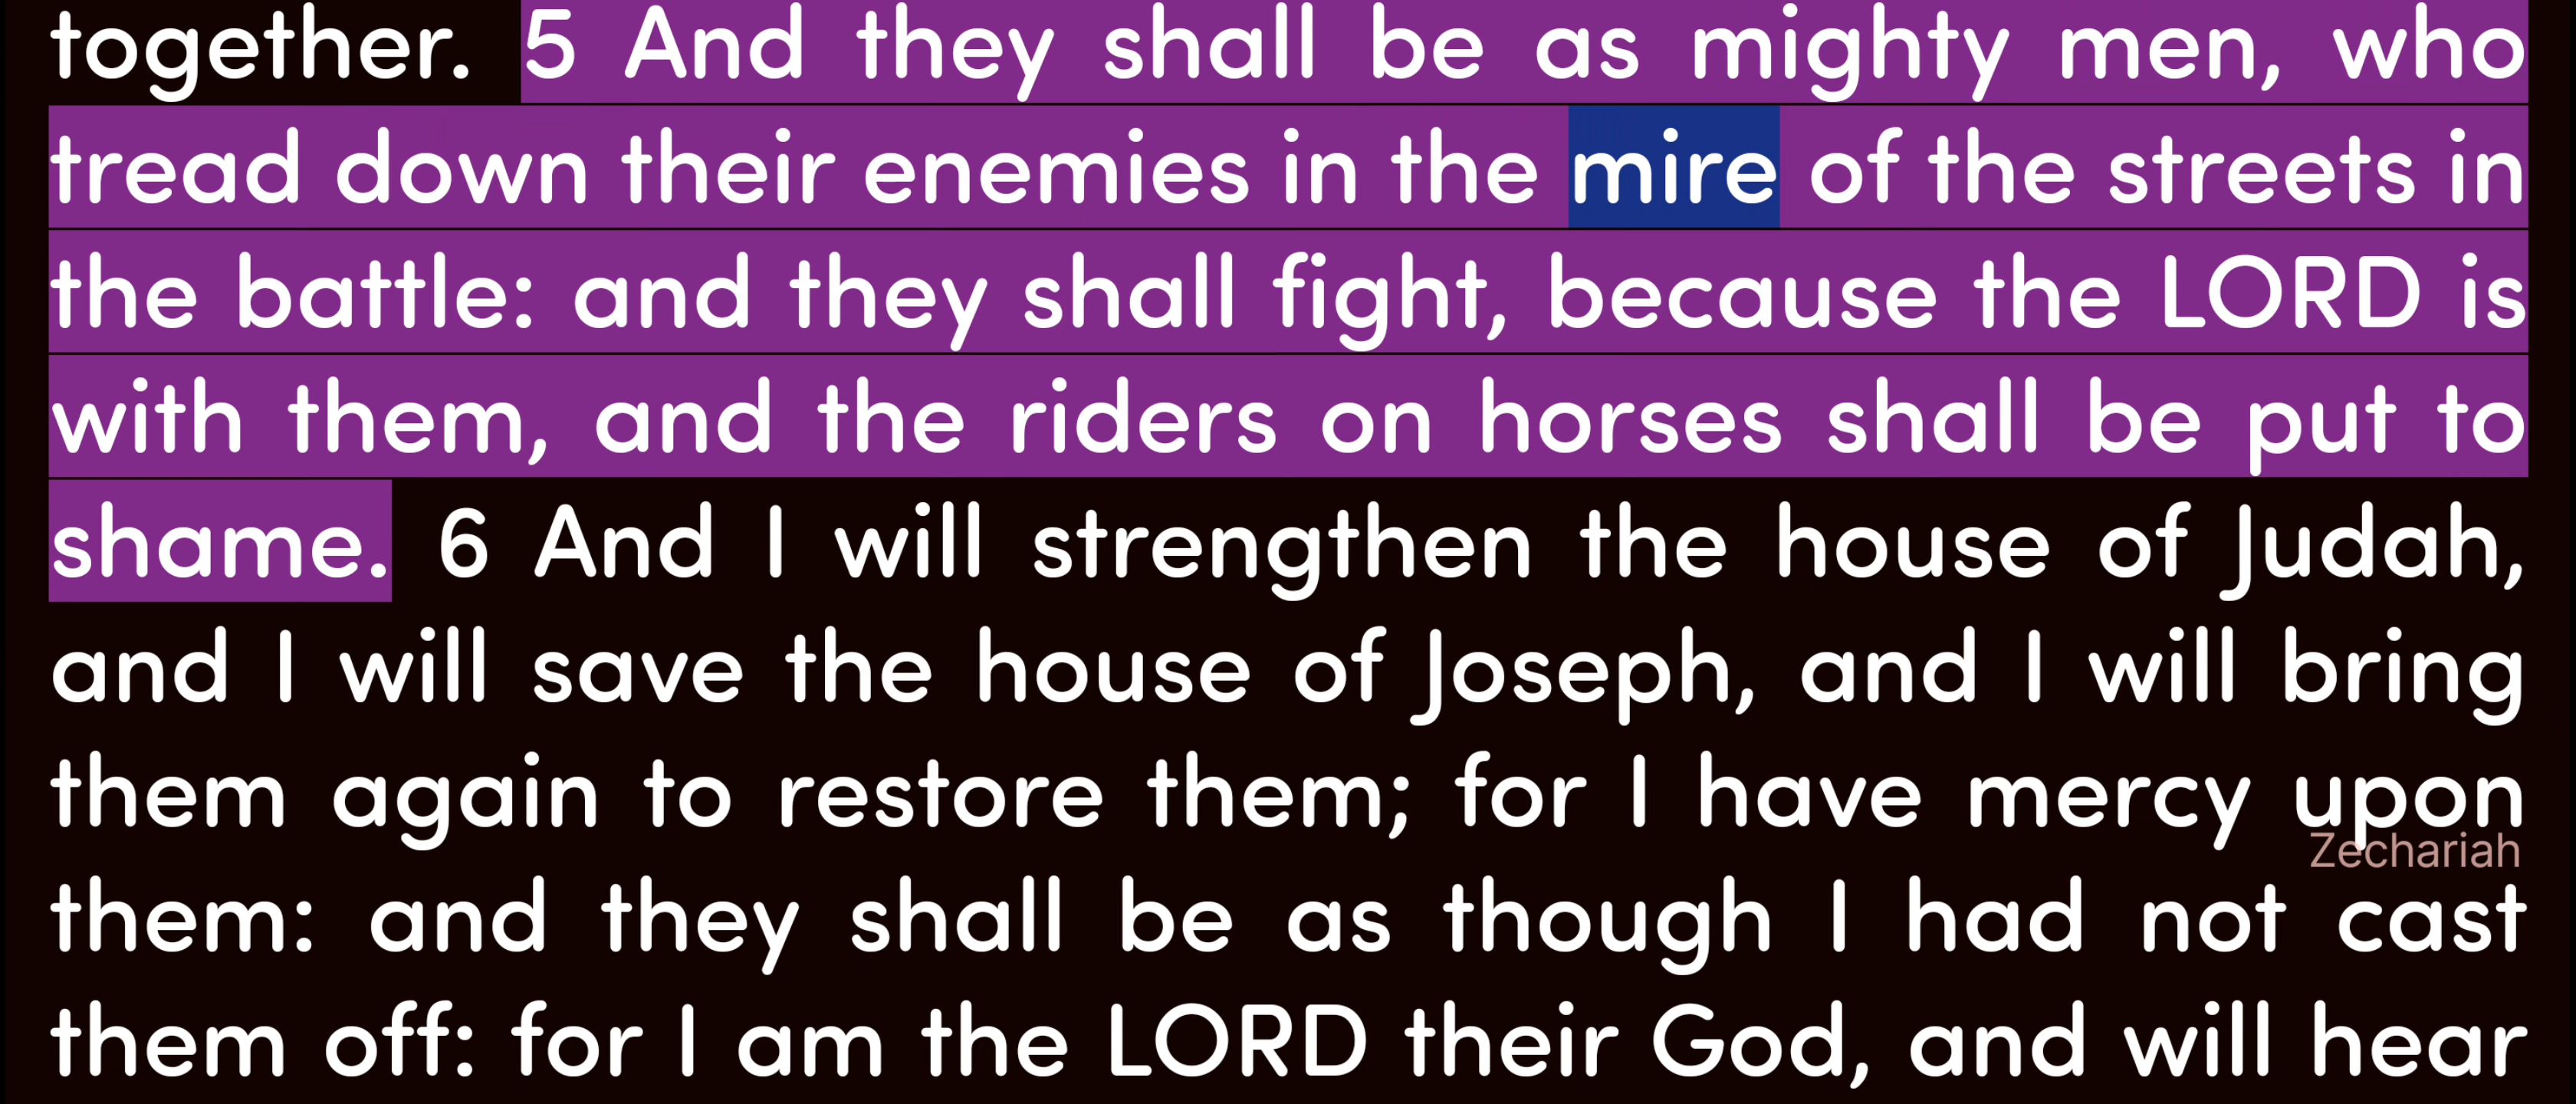 together. 5 And they shall be as mighty men, who
tread down their enemies in the mire of the streets in
the battle: and they shall fight, because the LORD is
with them, and the riders on horses shall be put to
shame. 6 And I will strengthen the house of Judah,
and I will save the house of Joseph, and I will bring
them again to restore them; for I have mercy upon
Zechariah
them: and they shall be as though I had not cast
them off: for I am the LORD their God, and will hear